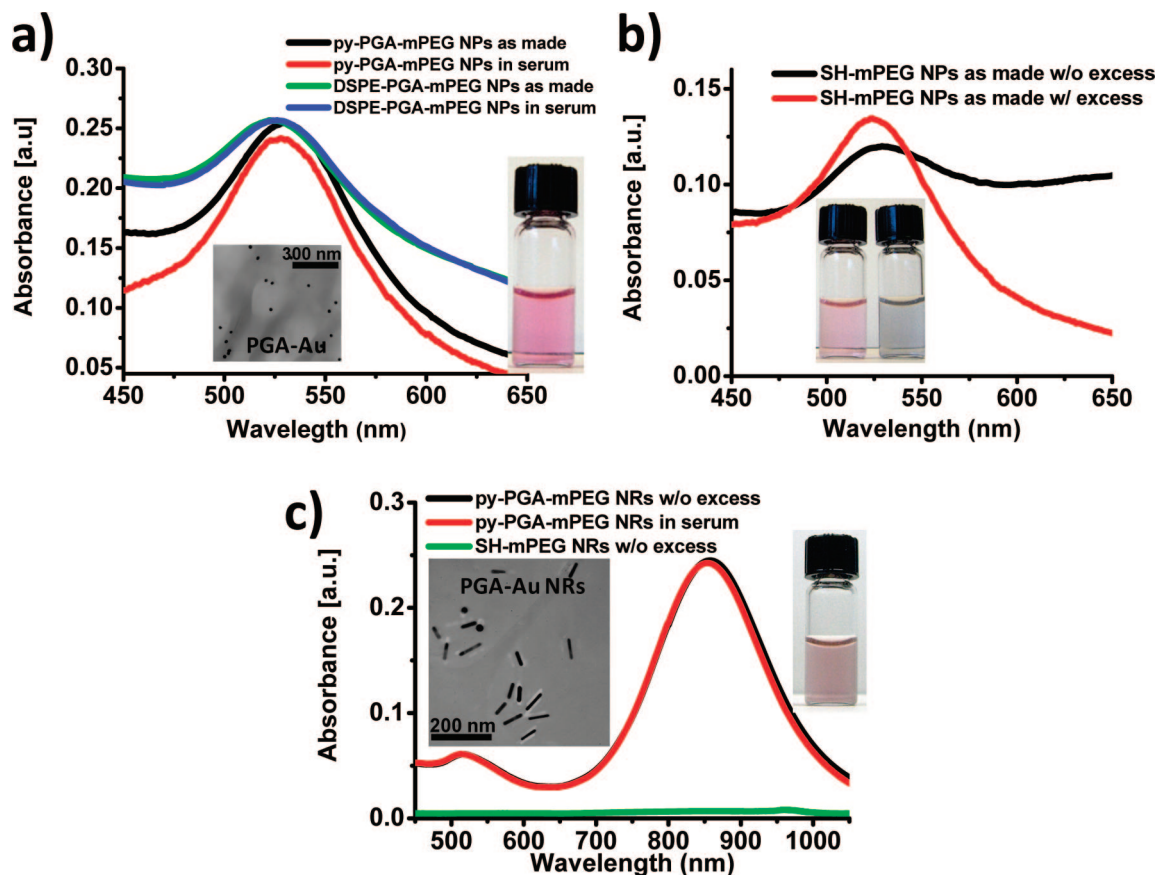 a)
py-PGA-mPEG NPs as made
py-PGA-mPEG NPs in serum
DSPE-PGA-mPEG NPs as made
DSPE-PGA-mPEG NPs in serum
0.30
0.25
0.20
0.15
0.10
0.05
Absorbance [a.u]
300 nm
PGA-Au
450 500 550 600 650
Wavelegth (nm)
b)
SH-mPEG NPs as made w/o excess
SH-mPEG NPs as made w/ excess
0.15
0.10
0.05
0.00
Absorbance [a.u.]
450 500 550 600 650
Wavelength (nm)
c)
py-PGA-mPEG NRs w/o excess
py-PGA-mPEG NRs in serum
SH-mPEG NRs w/o excess
0.3
0.2
0.1
0.0
Absorbance [a.u.]
PGA-Au NRs
200 nm
500 600 700 800 900 1000
Wavelength (nm)